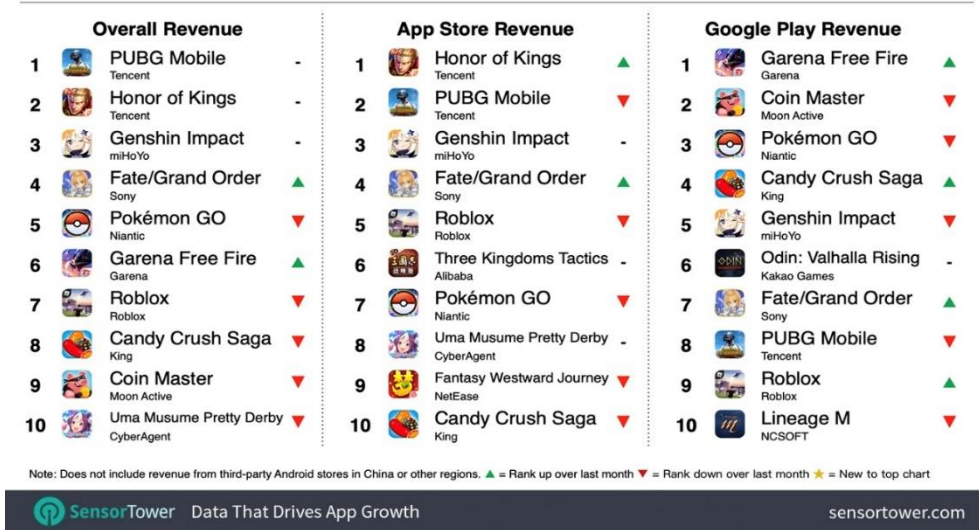 Overall Revenue
1 PUBG Mobile -
Tencent
2 Honor of Kings -
Tencent
3 Genshin Impact -
miHoYo
4 Fate/Grand Order ▲
Sony
5 Pokémon GO ▼
Niantic
6 Garena Free Fire ▲
Garena
7 Roblox ▼
Roblox
8 Candy Crush Saga ▼
King
9 Coin Master ▼
Moon Active
10 Uma Musume Pretty Derby ▼
CyberAgent
App Store Revenue
1 Honor of Kings ▲
Tencent
2 PUBG Mobile ▼
Tencent
3 Genshin Impact -
miHoYo
4 Fate/Grand Order ▲
Sony
5 Roblox ▼
Roblox
6 Three Kingdoms Tactics -
Alibaba
7 Pokémon GO ▼
Niantic
8 Uma Musume Pretty Derby -
CyberAgent
9 Fantasy Westward Journey ▼
NetEase
10 Candy Crush Saga ▼
King
Google Play Revenue
1 Garena Free Fire ▲
Garena
2 Coin Master ▼
Moon Active
3 Pokémon GO ▼
Niantic
4 Candy Crush Saga ▲
King
5 Genshin Impact ▼
miHoYo
6 Odin: Valhalla Rising -
ODIN
Kakao Games
7 Fate/Grand Order ▲
Sony
8 PUBG Mobile ▼
Tencent
9 Roblox ▲
Roblox
10 Lineage M ▼
m
NCSOFT
Note: Does not include revenue from third-party Android stores in China or other regions. ▲ = Rank up over last month ▼ = Rank down over last month ★ = New to top chart
SensorTower Data That Drives App Growth
sensortower.com